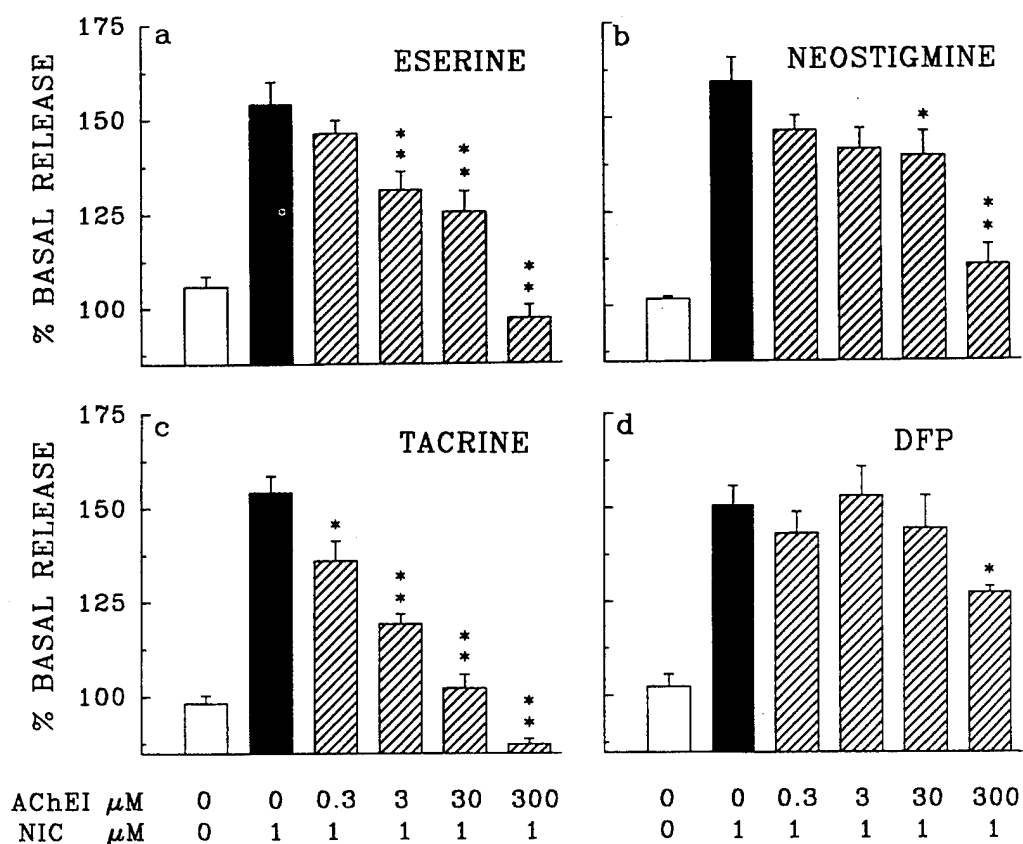 175
a
ESERINE
150
125
100
% BASAL RELEASE
**
**
**
b
NEOSTIGMINE
*
**
175
c
TACRINE
150
125
100
% BASAL RELEASE
*
**
**
**
d
DFP
*
AChEI μM 0 0 0.3 3 30 300 0 0 0.3 3 30 300
NIC μM 0 1 1 1 1 1 0 1 1 1 1 1